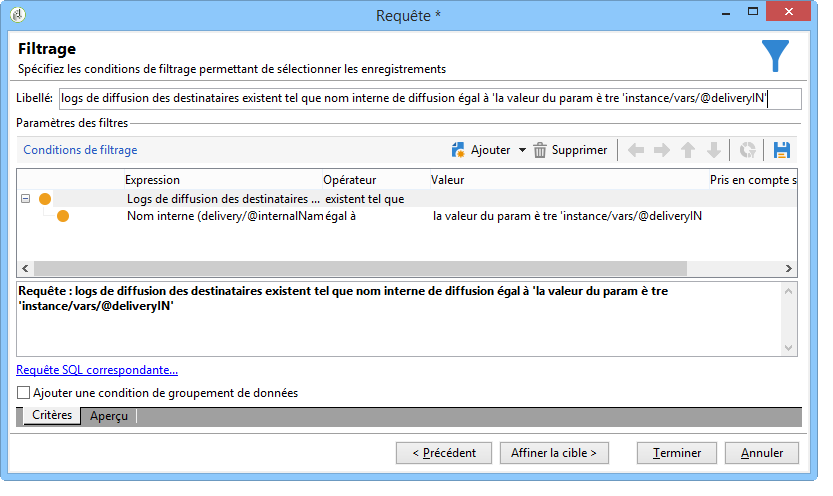 Requête *
Filtrage
Spécifiez les conditions de filtrage permettant de sélectionner les enregistrements
Libellé: logs de diffusion des destinataires existent tel que nom interne de diffusion égal à 'la valeur du param è tre 'instance/vars/@deliveryIN'
Paramètres des filtres
Conditions de filtrage Ajouter Supprimer
Expression Opérateur Valeur Pris en compte s
Logs de diffusion des destinataires ... existent tel que
Nom interne (delivery/@internalNam égal à la valeur du param è tre 'instance/vars/@deliveryIN
Requête : logs de diffusion des destinataires existent tel que nom interne de diffusion égal à 'la valeur du param è tre
'instance/vars/@deliveryIN'
Requête SQL correspondante...
Ajouter une condition de groupement de données
Critères Aperçu
< Précédent Affiner la cible > Terminer Annuler